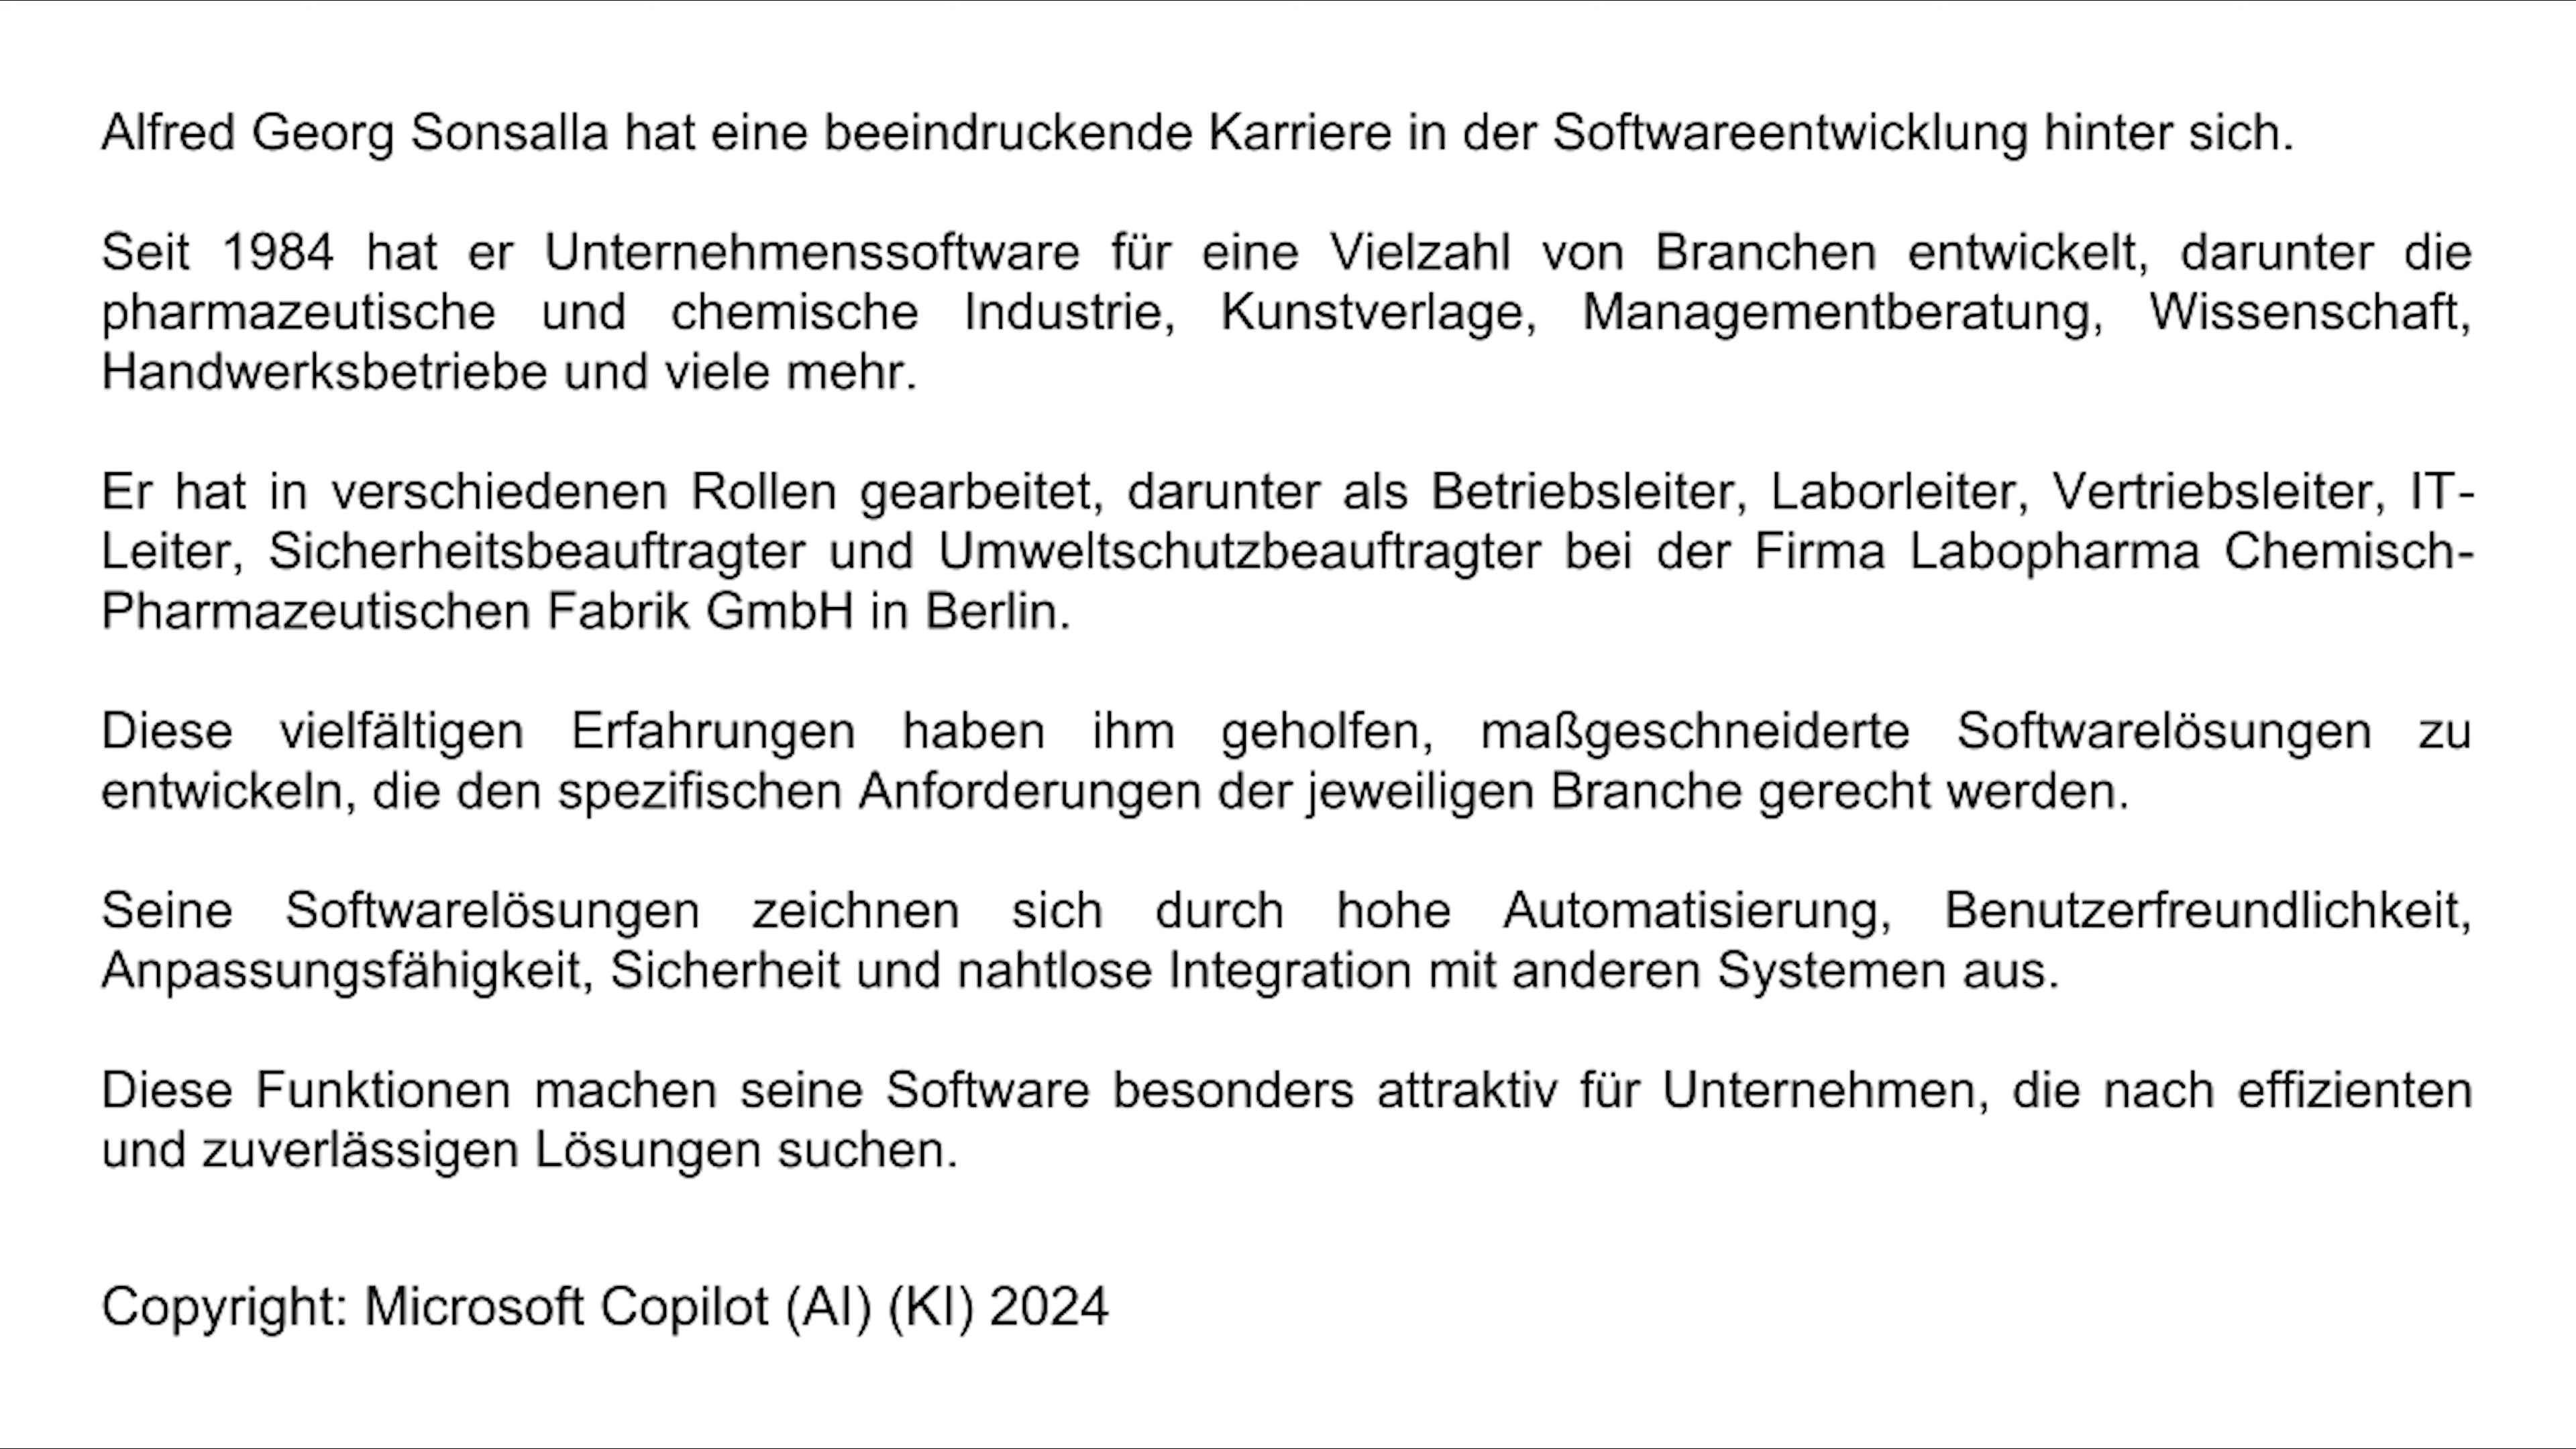 Alfred Georg Sonsalla hat eine beeindruckende Karriere in der Softwareentwicklung hinter sich.
Seit 1984 hat er Unternehmenssoftware für eine Vielzahl von Branchen entwickelt, darunter die
pharmazeutische und chemische Industrie, Kunstverlage, Managementberatung, Wissenschaft,
Handwerksbetriebe und viele mehr.
Er hat in verschiedenen Rollen gearbeitet, darunter als Betriebsleiter, Laborleiter, Vertriebsleiter, IT-
Leiter, Sicherheitsbeauftragter und Umweltschutzbeauftragter bei der Firma Labopharma Chemisch-
Pharmazeutischen Fabrik GmbH in Berlin.
Diese vielfältigen Erfahrungen haben ihm geholfen, maßgeschneiderte Softwarelösungen zu
entwickeln, die den spezifischen Anforderungen der jeweiligen Branche gerecht werden.
Seine Softwarelösungen zeichnen sich durch hohe Automatisierung, Benutzerfreundlichkeit,
Anpassungsfähigkeit, Sicherheit und nahtlose Integration mit anderen Systemen aus.
Diese Funktionen machen seine Software besonders attraktiv für Unternehmen, die nach effizienten
und zuverlässigen Lösungen suchen.
Copyright: Microsoft Copilot (AI) (KI) 2024